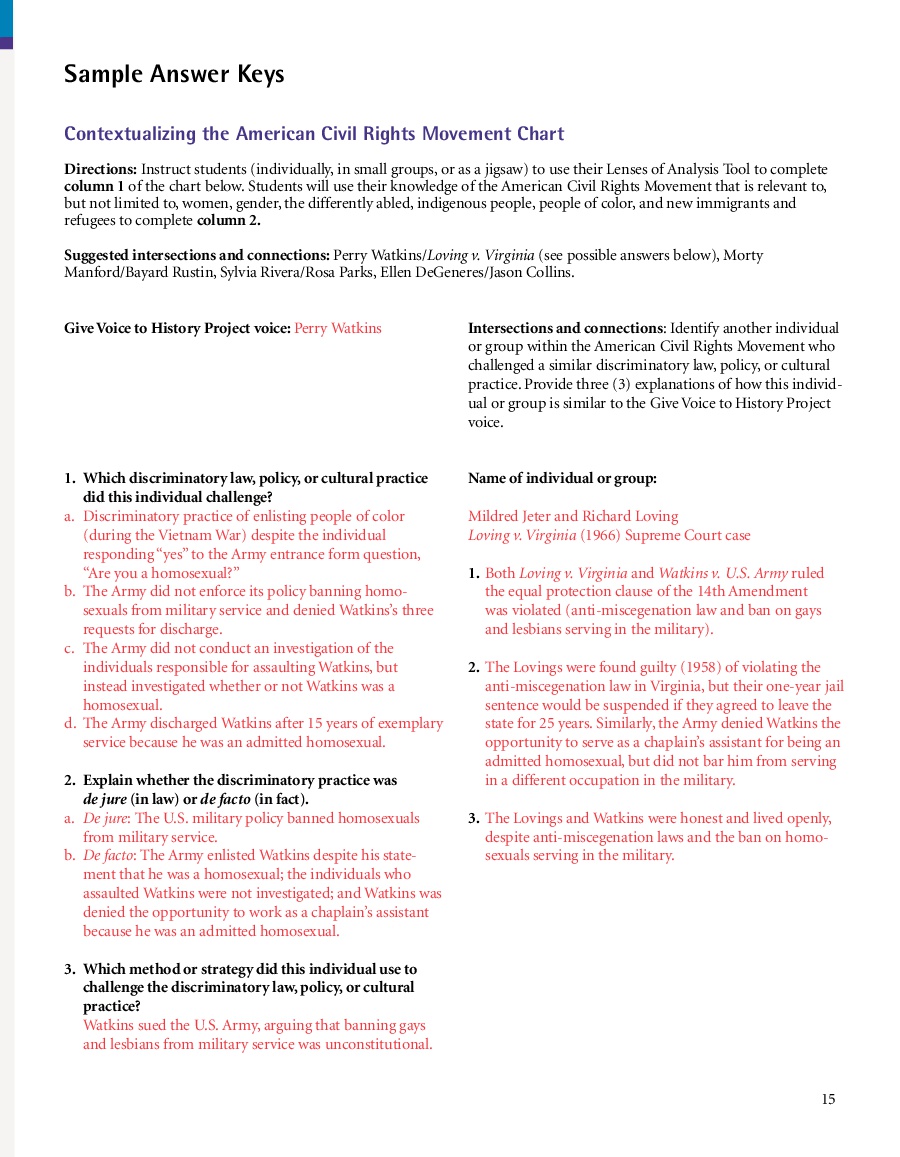 Sample Answer Keys
Contextualizing the American Civil Rights Movement Chart
Directions: Instruct students (individually, in small groups, or as a jigsaw) to use their Lenses of Analysis Tool to complete
column 1 of the chart below. Students will use their knowledge of the American Civil Rights Movement that is relevant to,
but not limited to, women, gender, the differently abled, indigenous people, people of color, and new immigrants and
refugees to complete column 2.
Suggested intersections and connections: Perry Watkins/Loving v. Virginia (see possible answers below), Morty
Manford/Bayard Rustin, Sylvia Rivera/Rosa Parks, Ellen DeGeneres/Jason Collins.
Give Voice to History Project voice: Perry Watkins
Intersections and connections: Identify another individual
or group within the American Civil Rights Movement who
challenged a similar discriminatory law, policy, or cultural
practice. Provide three (3) explanations of how this individ-
ual or group is similar to the Give Voice to History Project
voice.
1. Which discriminatory law, policy, or cultural practice
did this individual challenge?
a. Discriminatory practice of enlisting people of color
(during the Vietnam War) despite the individual
responding “yes” to the Army entrance form question,
“Are you a homosexual?”
b. The Army did not enforce its policy banning homo-
sexuals from military service and denied Watkins’s three
requests for discharge.
c. The Army did not conduct an investigation of the
individuals responsible for assaulting Watkins, but
instead investigated whether or not Watkins was a
homosexual.
d. The Army discharged Watkins after 15 years of exemplary
service because he was an admitted homosexual.
2. Explain whether the discriminatory practice was
de jure (in law) or de facto (in fact).
a. De jure: The U.S. military policy banned homosexuals
from military service.
b. De facto: The Army enlisted Watkins despite his state-
ment that he was a homosexual; the individuals who
assaulted Watkins were not investigated; and Watkins was
denied the opportunity to work as a chaplain’s assistant
because he was an admitted homosexual.
3. Which method or strategy did this individual use to
challenge the discriminatory law, policy, or cultural
practice?
Watkins sued the U.S. Army, arguing that banning gays
and lesbians from military service was unconstitutional.
Name of individual or group:
Mildred Jeter and Richard Loving
Loving v. Virginia (1966) Supreme Court case
1. Both Loving v. Virginia and Watkins v. U.S. Army ruled
the equal protection clause of the 14th Amendment
was violated (anti-miscegenation law and ban on gays
and lesbians serving in the military).
2. The Lovings were found guilty (1958) of violating the
anti-miscegenation law in Virginia, but their one-year jail
sentence would be suspended if they agreed to leave the
state for 25 years. Similarly, the Army denied Watkins the
opportunity to serve as a chaplain’s assistant for being an
admitted homosexual, but did not bar him from serving
in a different occupation in the military.
3. The Lovings and Watkins were honest and lived openly,
despite anti-miscegenation laws and the ban on homo-
sexuals serving in the military.
15